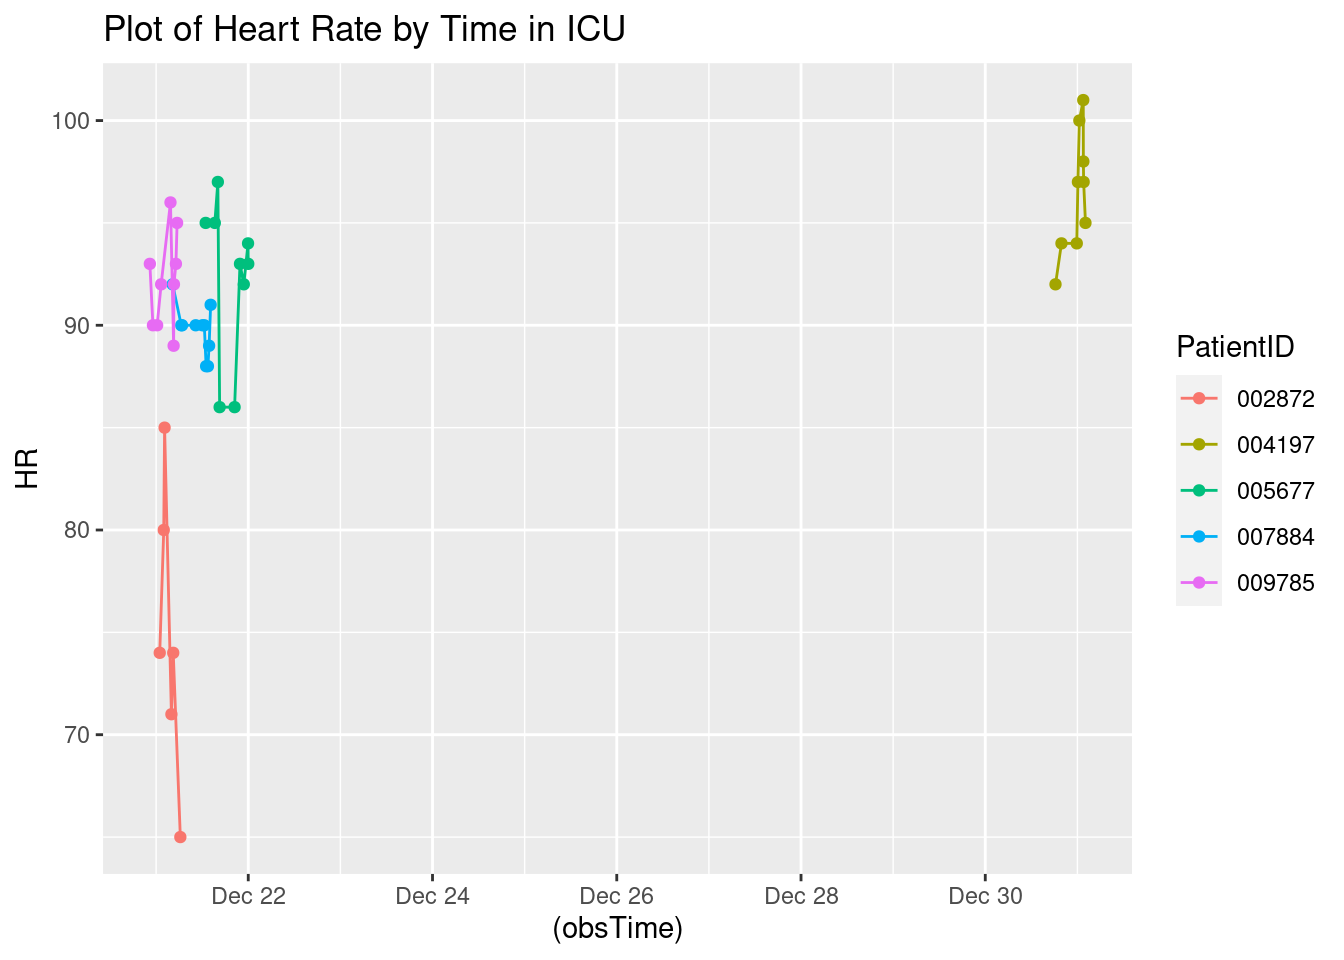 Plot of Heart Rate by Time in ICU
100
90
80
70
HR
Dec 22
Dec 24
Dec 26
Dec 28
Dec 30
(obsTime)
PatientID
002872
004197
005677
007884
009785